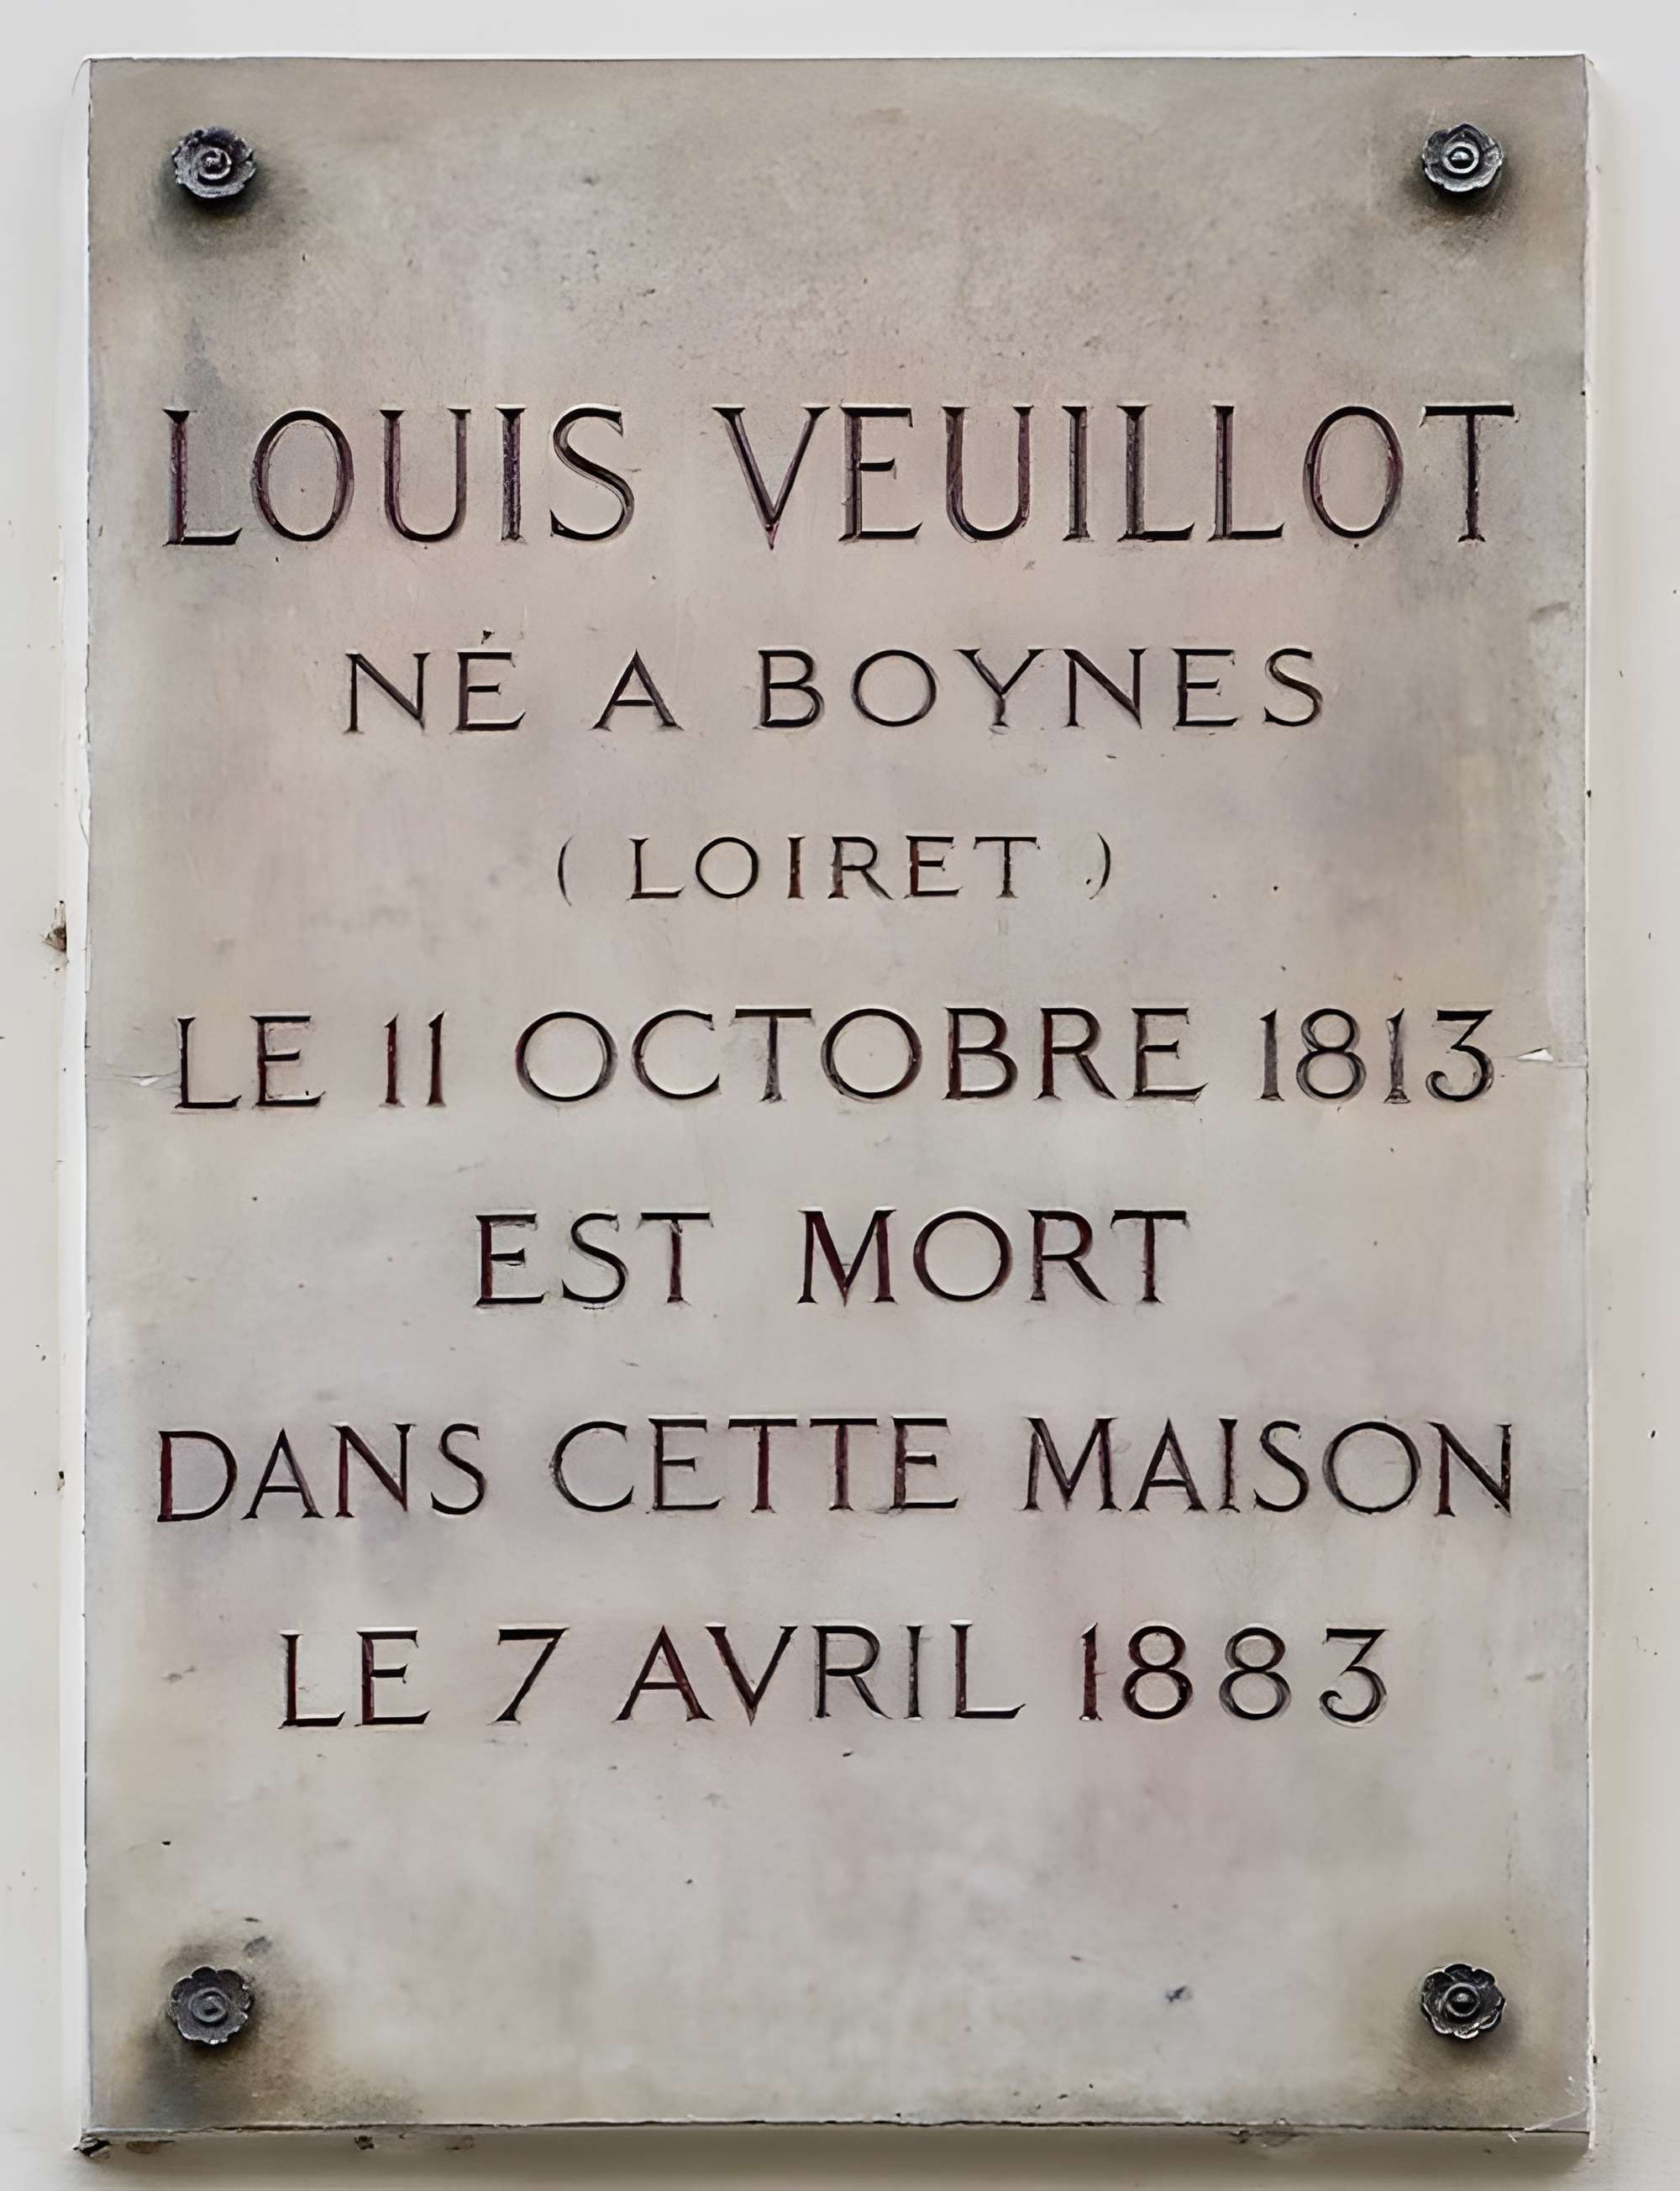 LOUIS VEUILLOT
NÉ A BOYNES
( LOIRET )
LE 11 OCTOBRE 1813
EST MORT
DANS CETTE MAISON
LE 7 AVRIL 1883